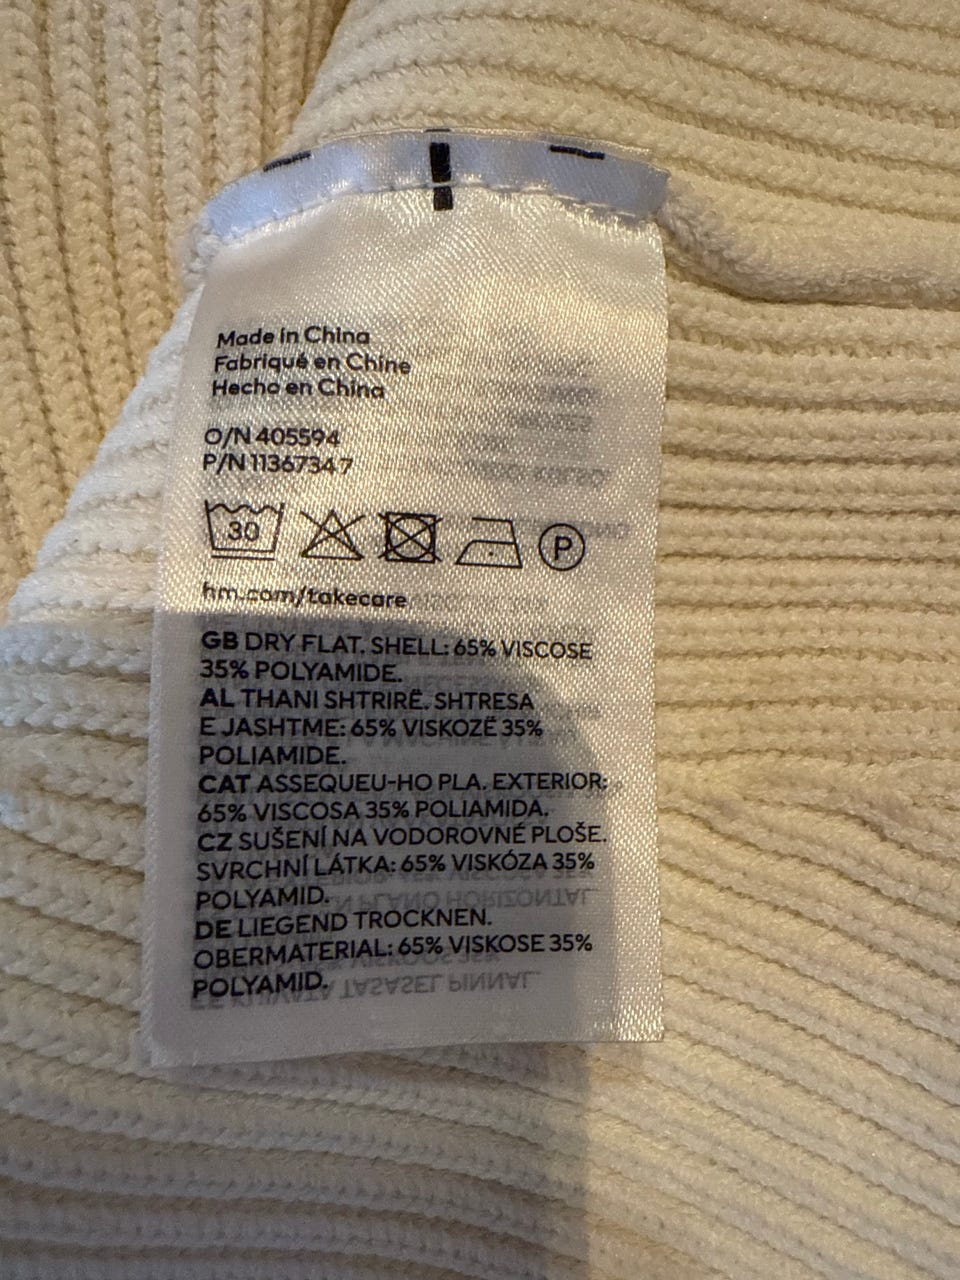 Made in China
Fabriqué en Chine
Hecho en China
O/N 405594
P/N 11367347
30
P
hm.com/takecare
GB DRY FLAT. SHELL: 65% VISCOSE
35% POLYAMIDE.
AL THANI SHTRIRË. SHTRESA
E JASHTME: 65% VISKOZË 35%
POLIAMIDE.
CAT ASSEQUEU-HO PLA. EXTERIOR:
65% VISCOSA 35% POLIAMIDA.
CZ SUŠENÍ NA VODOROVNÉ PLOŠE.
SVRCHNÍ LÁTKA: 65% VISKÓZA 35%
POLYAMID.
DE LIEGEND TROCKNEN.
OBERMATERIAL: 65% VISKOSE 35%
POLYAMID.